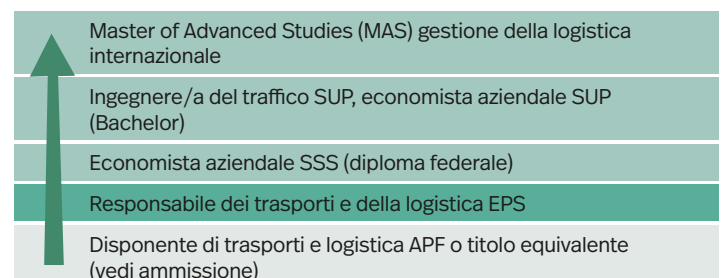 Master of Advanced Studies (MAS) gestione della logistica
internazionale
Ingegnere/a del traffico SUP, economista aziendale SUP
(Bachelor)
Economista aziendale SSS (diploma federale)
Responsabile dei trasporti e della logistica EPS
Disponente di trasporti e logistica APF o titolo equivalente
(vedi ammissione)